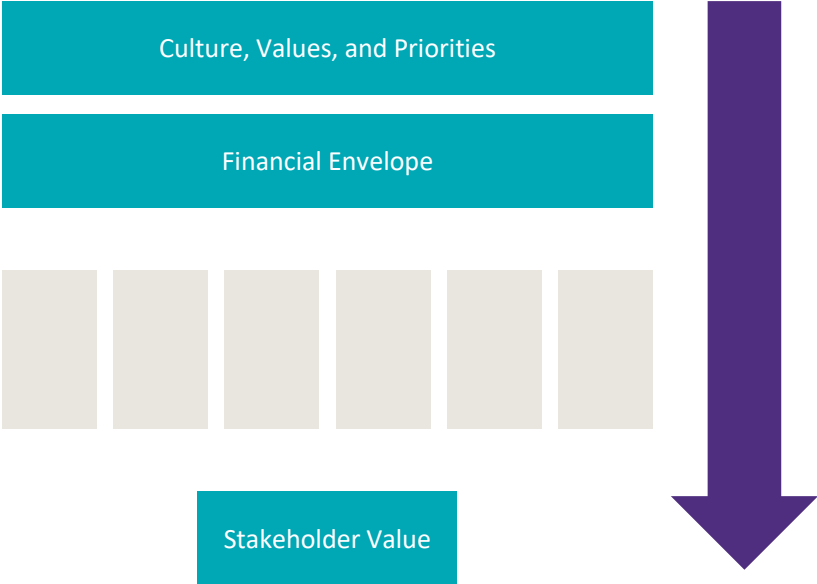 Culture, Values, and Priorities
Financial Envelope
Stakeholder Value